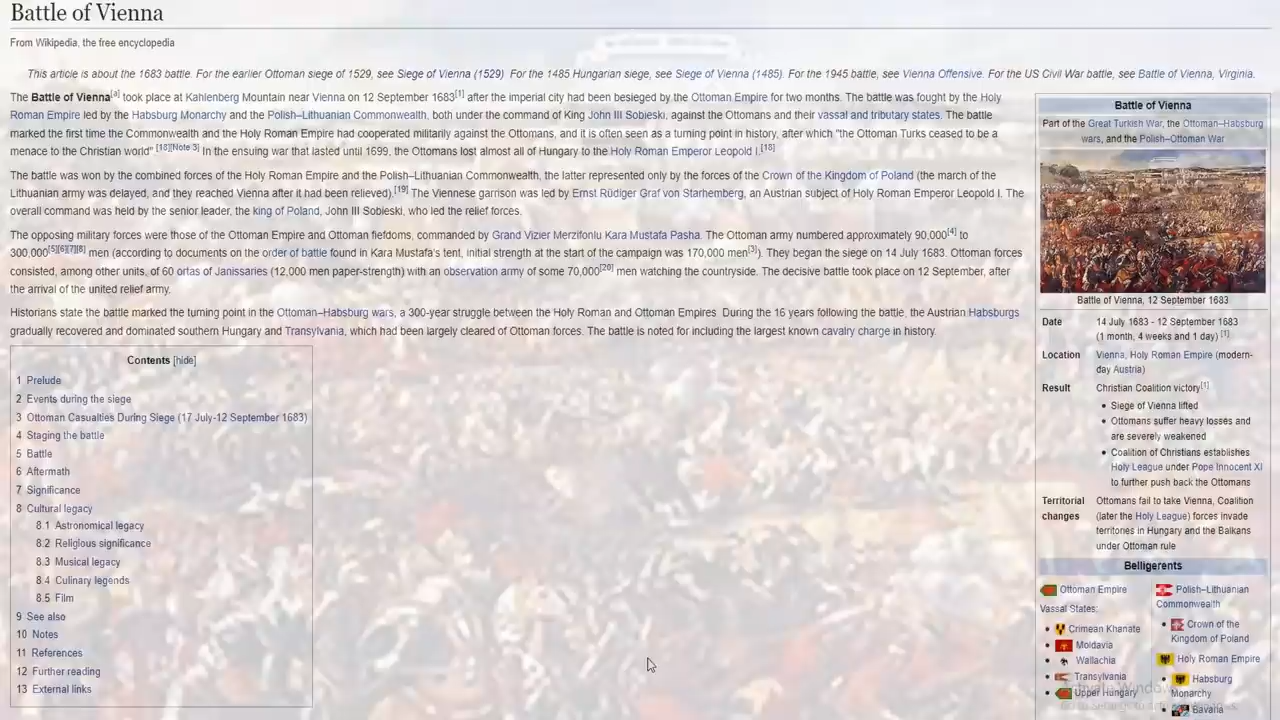 Battle of Vienna
From Wikipedia, the free encyclopedia
This article is about the 1683 battle. For the earlier Ottoman siege of 1529, see Siege of Vienna (1529) For the 1485 Hungarian siege, see Siege of Vienna (1485). For the 1945 battle, see Vienna Offensive. For the US Civil War battle, see Battle of Vienna, Virginia.
The Battle of Vienna[a] took place at Kahlenberg Mountain near Vienna on 12 September 1683[1] after the imperial city had been besieged by the Ottoman Empire for two months. The battle was fought by the Holy
Roman Empire led by the Habsburg Monarchy and the Polish–Lithuanian Commonwealth, both under the command of King John III Sobieski, against the Ottomans and their vassal and tributary states. The battle
marked the first time the Commonwealth and the Holy Roman Empire had cooperated militarily against the Ottomans, and it is often seen as a turning point in history, after which "the Ottoman Turks ceased to be a
menace to the Christian world" [18][Note 3] In the ensuing war that lasted until 1699, the Ottomans lost almost all of Hungary to the Holy Roman Emperor Leopold I.[18]
The battle was won by the combined forces of the Holy Roman Empire and the Polish–Lithuanian Commonwealth, the latter represented only by the forces of the Crown of the Kingdom of Poland (the march of the
Lithuanian army was delayed, and they reached Vienna after it had been relieved).[19] The Viennese garrison was led by Ernst Rüdiger Graf von Starhemberg, an Austrian subject of Holy Roman Emperor Leopold I. The
overall command was held by the senior leader, the king of Poland, John III Sobieski, who led the relief forces.
The opposing military forces were those of the Ottoman Empire and Ottoman fiefdoms, commanded by Grand Vizier Merzifonlu Kara Mustafa Pasha. The Ottoman army numbered approximately 90,000[4] to
300,000[5][6][7][8] men (according to documents on the order of battle found in Kara Mustafa's tent, initial strength at the start of the campaign was 170,000 men[3]). They began the siege on 14 July 1683. Ottoman forces
consisted, among other units, of 60 ortas of Janissaries (12,000 men paper-strength) with an observation army of some 70,000[20] men watching the countryside. The decisive battle took place on 12 September, after
the arrival of the united relief army.
Historians state the battle marked the turning point in the Ottoman–Habsburg wars, a 300-year struggle between the Holy Roman and Ottoman Empires. During the 16 years following the battle, the Austrian Habsburgs
gradually recovered and dominated southern Hungary and Transylvania, which had been largely cleared of Ottoman forces. The battle is noted for including the largest known cavalry charge in history.
Contents [hide]
1 Prelude
2 Events during the siege
3 Ottoman Casualties During Siege (17 July-12 September 1683)
4 Staging the battle
5 Battle
6 Aftermath
7 Significance
8 Cultural legacy
8.1 Astronomical legacy
8.2 Religious significance
8.3 Musical legacy
8.4 Culinary legends
8.5 Film
9 See also
10 Notes
11 References
12 Further reading
13 External links
Battle of Vienna
Part of the Great Turkish War, the Ottoman–Habsburg
wars, and the Polish–Ottoman War
Battle of Vienna, 12 September 1683
Date 14 July 1683 - 12 September 1683
(1 month, 4 weeks and 1 day) [1]
Location Vienna, Holy Roman Empire (modern-
day Austria)
Result Christian Coalition victory[1]
• Siege of Vienna lifted
• Ottomans suffer heavy losses and
are severely weakened
• Coalition of Christians establishes
Holy League under Pope Innocent XI
to further push back the Ottomans
Territorial changes Ottomans fail to take Vienna, Coalition
(later the Holy League) forces invade
territories in Hungary and the Balkans
under Ottoman rule
Belligerents
Ottoman Empire
Vassal States:
• Crimean Khanate
• Moldavia
• Wallachia
• Transylvania
• Upper Hungary
Polish–Lithuanian
Commonwealth
• Crown of the
Kingdom of Poland
Holy Roman Empire
• Habsburg
Monarchy
• Bavaria
Activate Windows